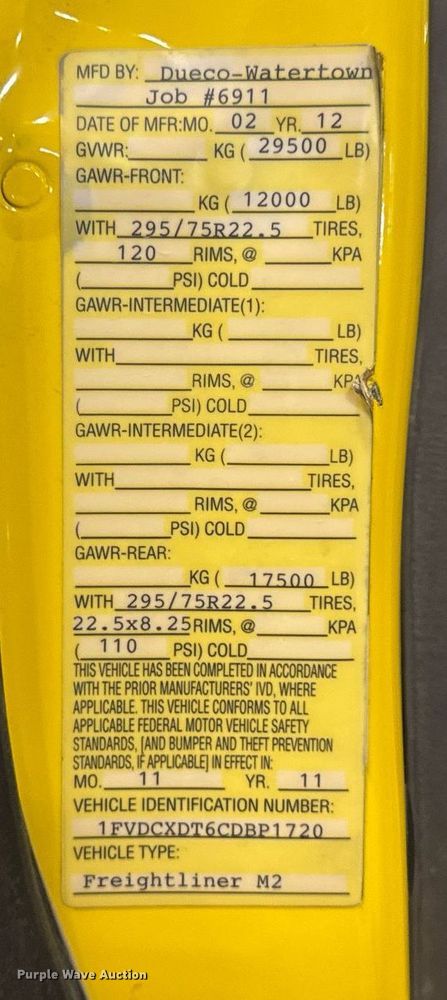 MFD BY: Dueco-Watertown
Job #6911
DATE OF MFR:MO. 02 YR. 12
GVWR: KG ( 29500 LB)
GAWR-FRONT:
KG ( 12000 LB)
WITH 295/75R22.5 TIRES,
120 RIMS, @ KPA
( PSI) COLD
GAWR-INTERMEDIATE(1):
KG ( LB)
WITH TIRES,
RIMS, @ KPA
( PSI) COLD
GAWR-INTERMEDIATE(2):
KG ( LB)
WITH TIRES,
RIMS, @ KPA
( PSI) COLD
GAWR-REAR:
KG ( 17500 LB)
WITH 295/75R22.5 TIRES,
22.5x8.25 RIMS, @ KPA
( 110 PSI) COLD
THIS VEHICLE HAS BEEN COMPLETED IN ACCORDANCE
WITH THE PRIOR MANUFACTURERS' IVD, WHERE
APPLICABLE. THIS VEHICLE CONFORMS TO ALL
APPLICABLE FEDERAL MOTOR VEHICLE SAFETY
STANDARDS, [AND BUMPER AND THEFT PREVENTION
STANDARDS, IF APPLICABLE] IN EFFECT IN:
MO. 11 YR. 11
VEHICLE IDENTIFICATION NUMBER:
1FVDCXDT6CDBP1720
VEHICLE TYPE:
Freightliner M2
Purple Wave Auction